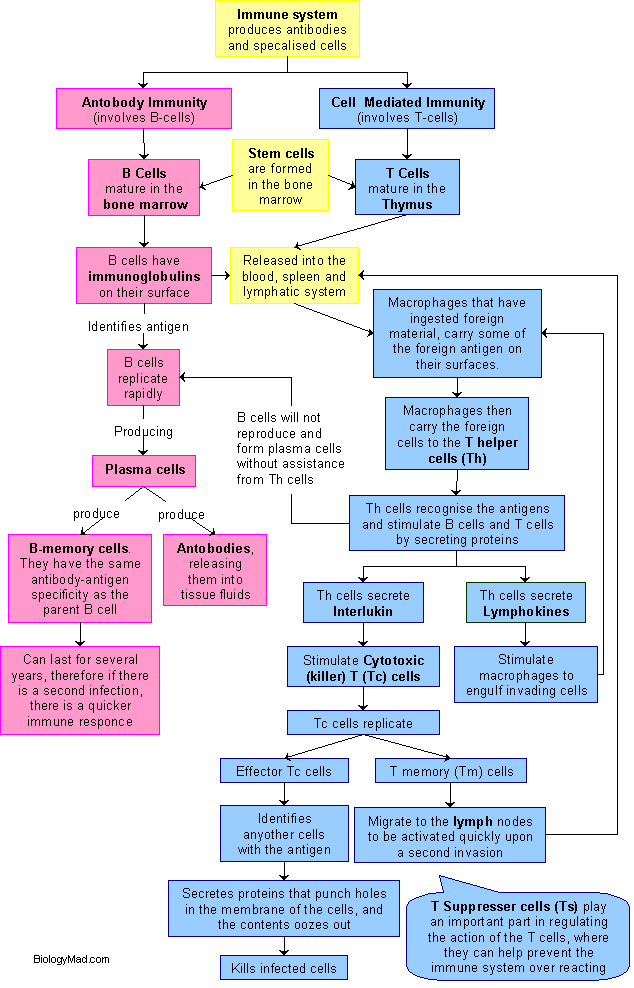 Immune system
produces antibodies
and specalised cells
Antobody Immunity
(involves B-cells)
Cell Mediated Immunity
(involves T-cells)
Stem cells
are formed
in the bone
marrow
B Cells
mature in the
bone marrow
T Cells
mature in the
Thymus
B cells have
immunoglobulins
on their surface
Released into the
blood, spleen and
lymphatic system
Macrophages that have
ingested foreign
material, carry some of
the foreign antigen on
their surfaces.
Identifies antigen
B cells
replicate
rapidly
B cells will not
reproduce and
form plasma cells
without assistance
from Th cells
Macrophages then
carry the foreign
cells to the T helper
cells (Th)
Producing
Plasma cells
Th cells recognise the antigens
and stimulate B cells and T cells
by secreting proteins
produce
produce
B-memory cells.
They have the same
antibody-antigen
specificity as the
parent B cell
Antibodies,
releasing
them into
tissue fluids
Th cells secrete
Interlukin
Th cells secrete
Lymphokines
Can last for several
years, therefore if there
is a second infection,
there is a quicker
immune responce
Stimulate Cytotoxic
(killer) T (Tc) cells
Stimulate
macrophages to
engulf invading cells
Tc cells replicate
Effector Tc cells
T memory (Tm) cells
Identifies
anyother cells
with the antigen
Migrate to the lymph nodes
to be activated quickly upon
a second invasion
Secretes proteins that punch holes
in the membrane of the cells, and
the contents oozes out
T Suppresser cells (Ts) play
an important part in regulating
the action of the T cells, where
they can help prevent the
immune system over reacting
BiologyMad.com
Kills infected cells